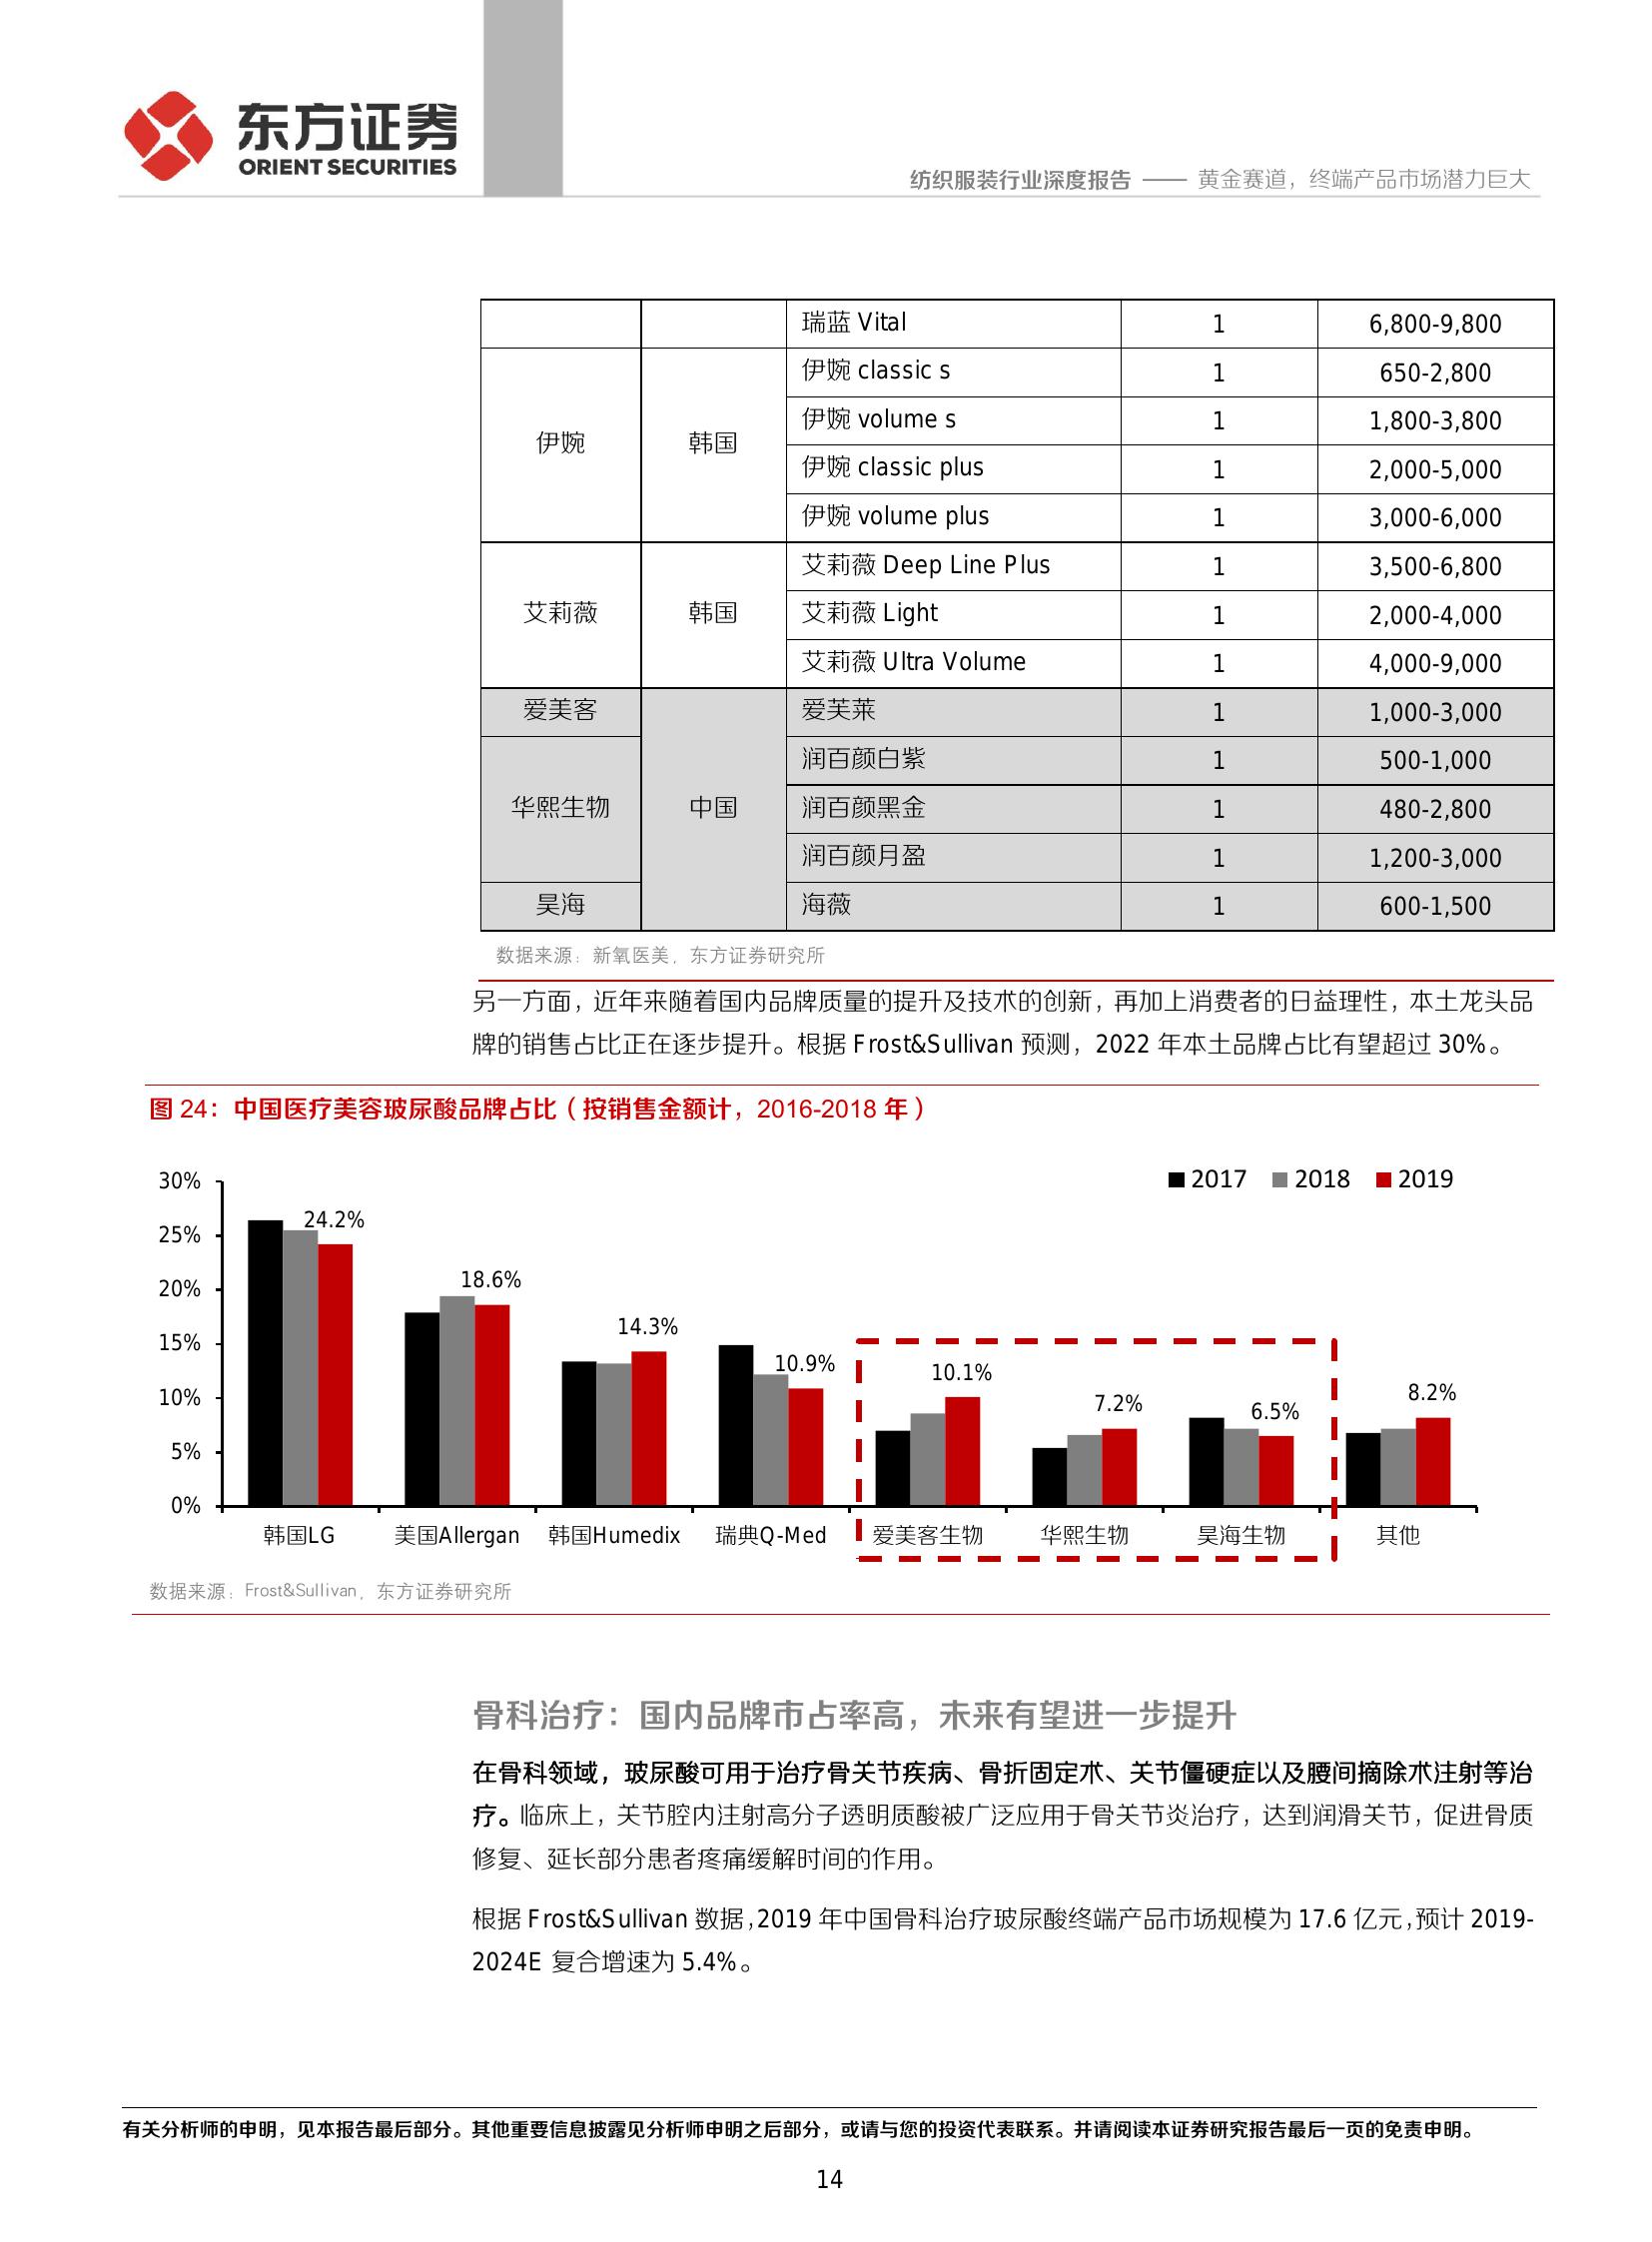 东方证券
ORIENT SECURITIES
纺织服装行业深度报告 —— 黄金赛道，终端产品市场潜力巨大
瑞蓝 Vital 1 6,800-9,800
伊婉 韩国 伊婉 classic s 1 650-2,800
伊婉 volume s 1 1,800-3,800
伊婉 classic plus 1 2,000-5,000
伊婉 volume plus 1 3,000-6,000
艾莉薇 韩国 艾莉薇 Deep Line Plus 1 3,500-6,800
艾莉薇 Light 1 2,000-4,000
艾莉薇 Ultra Volume 1 4,000-9,000
爱美客 中国 爱芙莱 1 1,000-3,000
华熙生物 润百颜白紫 1 500-1,000
润百颜黑金 1 480-2,800
润百颜月盈 1 1,200-3,000
昊海 海薇 1 600-1,500
数据来源：新氧医美，东方证券研究所
另一方面，近年来随着国内品牌质量的提升及技术的创新，再加上消费者的日益理性，本土龙头品
牌的销售占比正在逐步提升。根据 Frost&Sullivan 预测，2022 年本土品牌占比有望超过 30%。
图 24：中国医疗美容玻尿酸品牌占比（按销售金额计，2016-2018 年）
2017 2018 2019
30%
25%
20%
15%
10%
5%
0%
24.2%
18.6%
14.3%
10.9%
10.1%
7.2%
6.5%
8.2%
韩国LG 美国Allergan 韩国Humedix 瑞典Q-Med 爱美客生物 华熙生物 昊海生物 其他
数据来源：Frost&Sullivan，东方证券研究所
骨科治疗：国内品牌市占率高，未来有望进一步提升
在骨科领域，玻尿酸可用于治疗骨关节疾病、骨折固定术、关节僵硬症以及腰间摘除术注射等治
疗。临床上，关节腔内注射高分子透明质酸被广泛应用于骨关节炎治疗，达到润滑关节，促进骨质
修复、延长部分患者疼痛缓解时间的作用。
根据 Frost&Sullivan 数据，2019 年中国骨科治疗玻尿酸终端产品市场规模为 17.6 亿元，预计 2019-
2024E 复合增速为 5.4%。
有关分析师的申明，见本报告最后部分。其他重要信息披露见分析师申明之后部分，或请与您的投资代表联系。并请阅读本证券研究报告最后一页的免责申明。
14